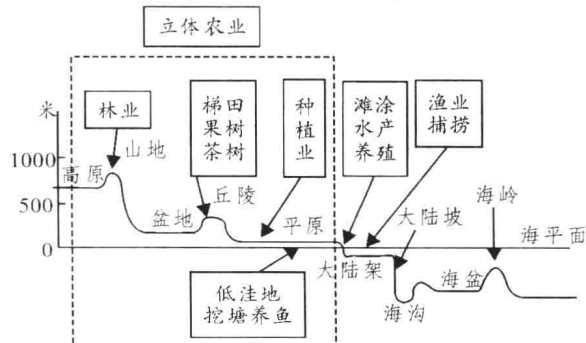 立体农业
米
林业
梯田
果树
茶树
种
植
业
滩涂
水产
养殖
渔业
捕捞
1000
500
0
高原
山地
盆地
丘陵
平原
大陆架
大陆坡
海沟
海盆
海岭
海平面
低洼地
挖塘养鱼